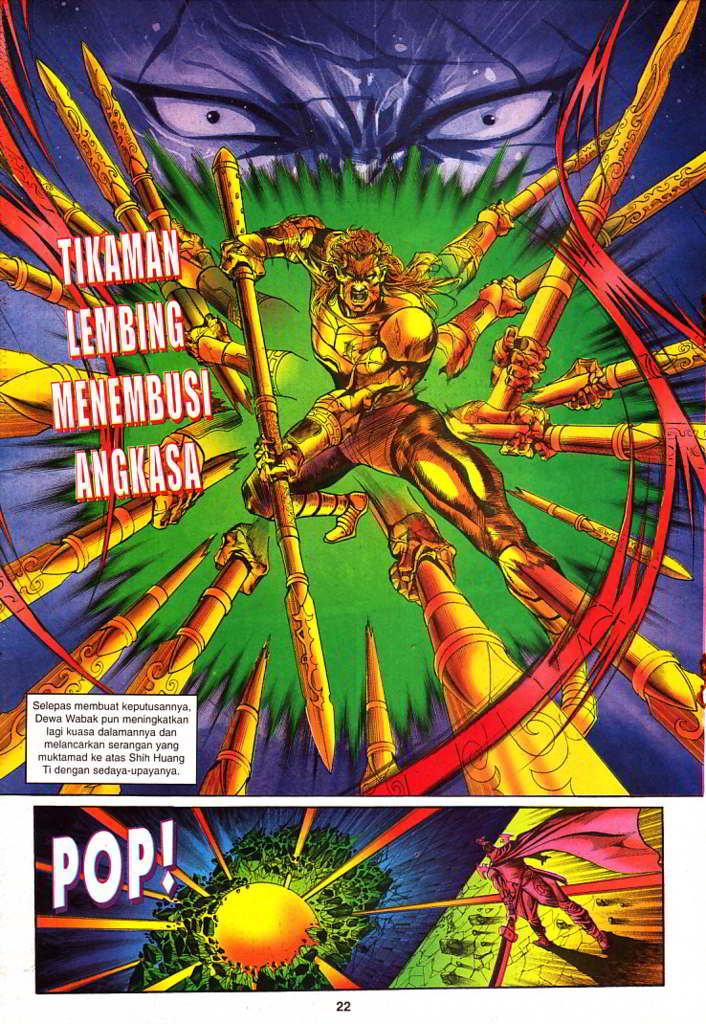 TIKAMAN
LEMBING
MENEMBUSI
ANGKASA
Selepas membuat keputusannya,
Dewa Wabak pun meningkatkan
lagi kuasa dalamannya dan
melancarkan serangan yang
muktamad ke atas Shih Huang
Ti dengan sedaya-upayanya.
POP!
22